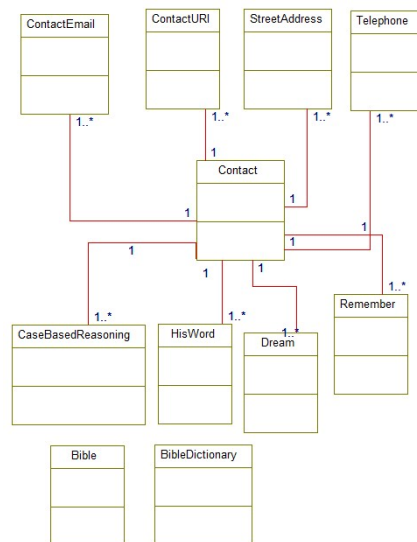 ContactEmail
ContactURI
StreetAddress
Telephone
1..*
1..*
1..*
1..*
1
Contact
1
1
1
1
1
1
1
1..*
1..*
1..*
1..*
CaseBasedReasoning
HisWord
Dream
Remember
Bible
BibleDictionary